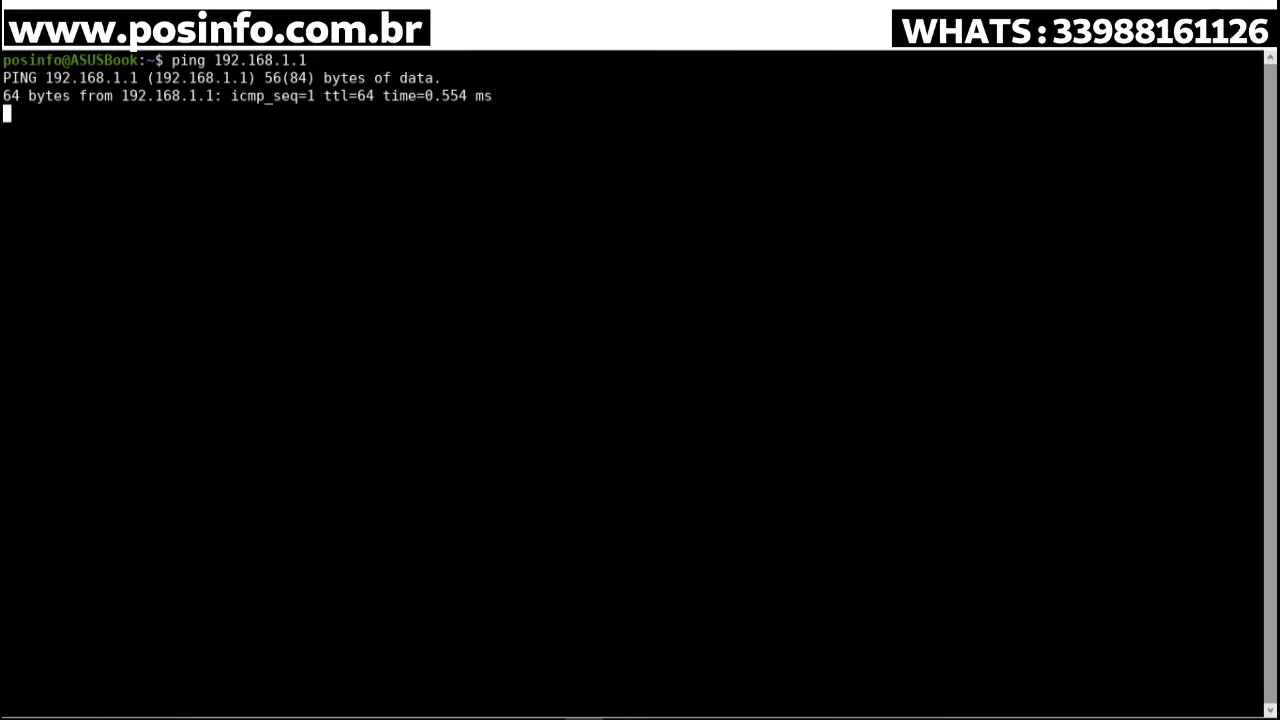 www.posinfo.com.br
WHATS:33988161126
posinfo@ASUSBook:~$ ping 192.168.1.1
PING 192.168.1.1 (192.168.1.1) 56(84) bytes of data.
64 bytes from 192.168.1.1: icmp_seq=1 ttl=64 time=0.554 ms